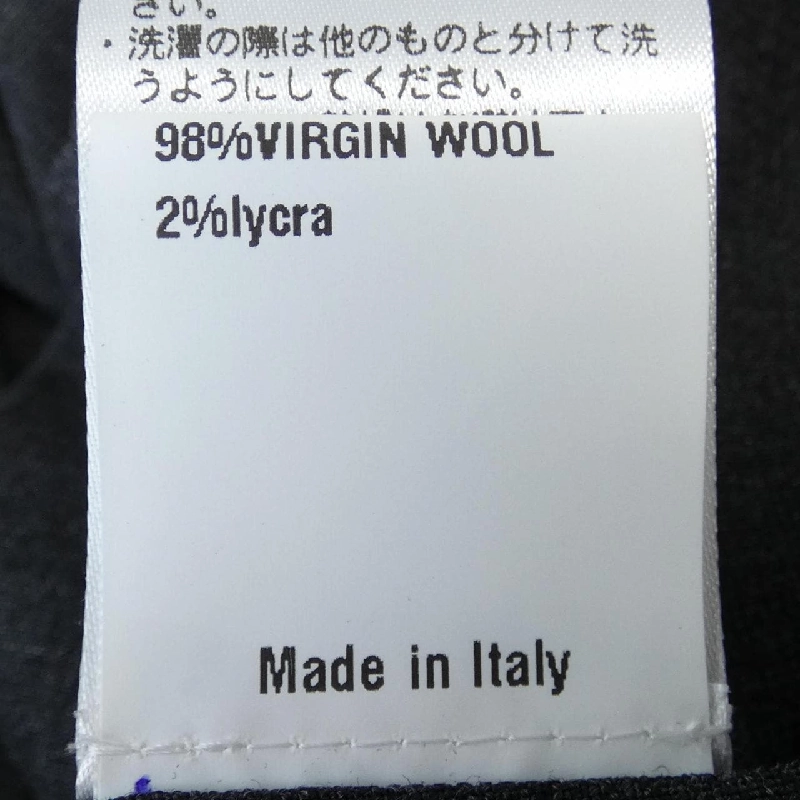 さい。
・洗濯の際は他のものと分けて洗
うようにしてください。
98%VIRGIN WOOL
2%lycra
Made in Italy